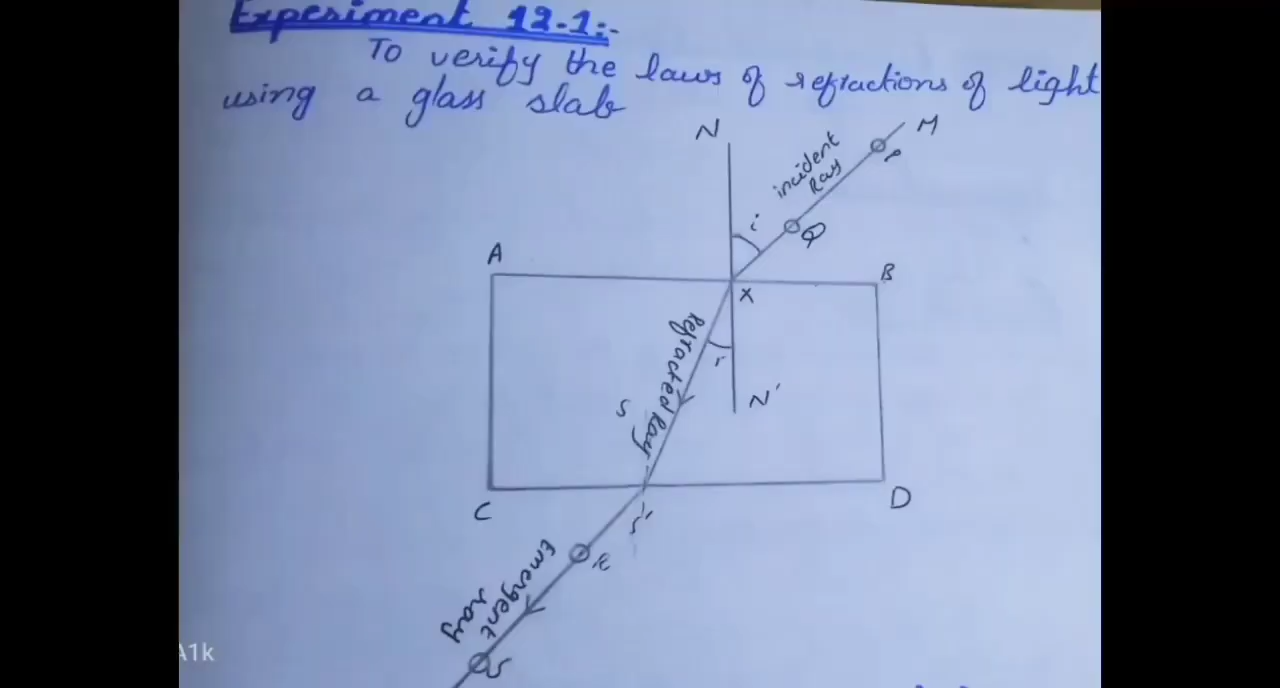 Experiment 12-1:-
To verify the laws of refractions of light
using a glass slab
N
M
P
incident
Ray
i
Q
A
B
X
Refracted Ray
r
N'
S
C
D
S'
R
Emergent
ray
A1k